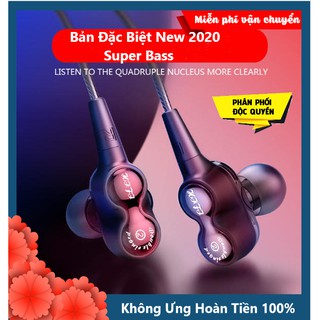 Miễn phí vận chuyển
Bản Đặc Biệt New 2020
Super Bass
LISTEN TO THE QUADRUPLE NUCLEUS MORE CLEARLY
PHÂN PHỐI
ĐỘC QUYỀN
Không Ưng Hoàn Tiền 100%